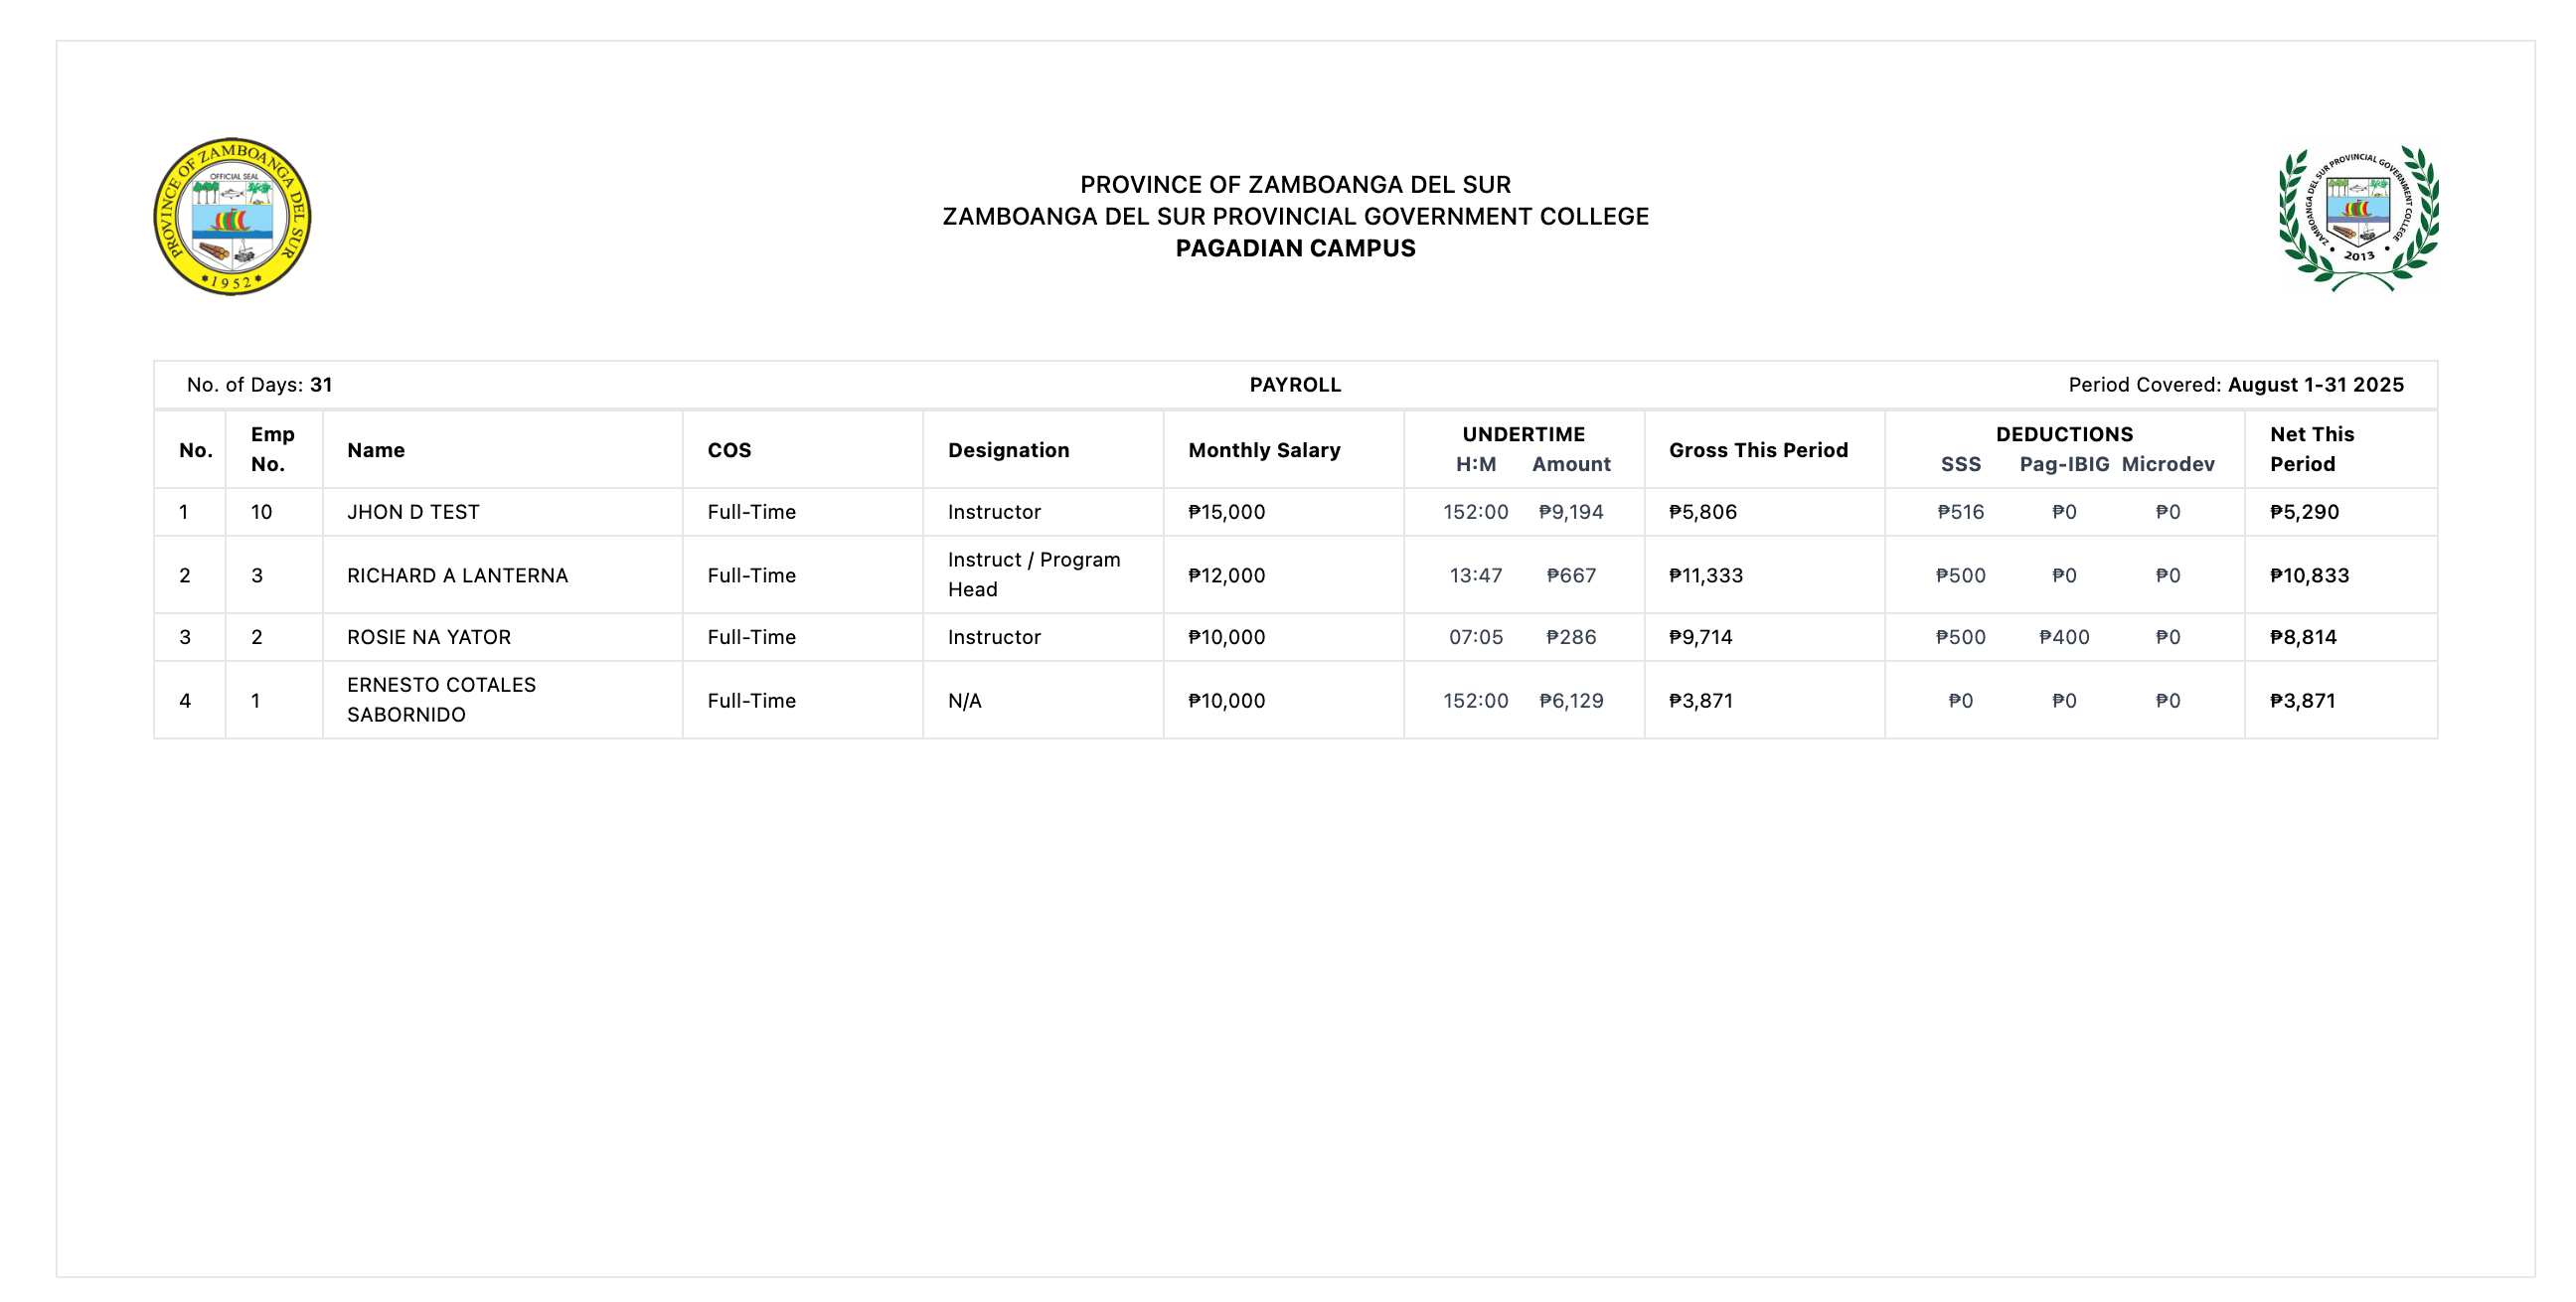 PROVINCE OF ZAMBOANGA DEL SUR
OFFICIAL SEAL
1952
PROVINCE OF ZAMBOANGA DEL SUR
ZAMBOANGA DEL SUR PROVINCIAL GOVERNMENT COLLEGE
PAGADIAN CAMPUS
ZAMBOANGA DEL SUR PROVINCIAL GOVERNMENT COLLEGE
2013
No. of Days: 31 PAYROLL Period Covered: August 1-31 2025
No. Emp No. Name COS Designation Monthly Salary UNDERTIME H:M Amount Gross This Period DEDUCTIONS SSS Pag-IBIG Microdev Net This Period
1 10 JHON D TEST Full-Time Instructor ₱15,000 152:00 ₱9,194 ₱5,806 ₱516 ₱0 ₱0 ₱5,290
2 3 RICHARD A LANTERNA Full-Time Instruct / Program Head ₱12,000 13:47 ₱667 ₱11,333 ₱500 ₱0 ₱0 ₱10,833
3 2 ROSIE NA YATOR Full-Time Instructor ₱10,000 07:05 ₱286 ₱9,714 ₱500 ₱400 ₱0 ₱8,814
4 1 ERNESTO COTALES SABORNIDO Full-Time N/A ₱10,000 152:00 ₱6,129 ₱3,871 ₱0 ₱0 ₱0 ₱3,871